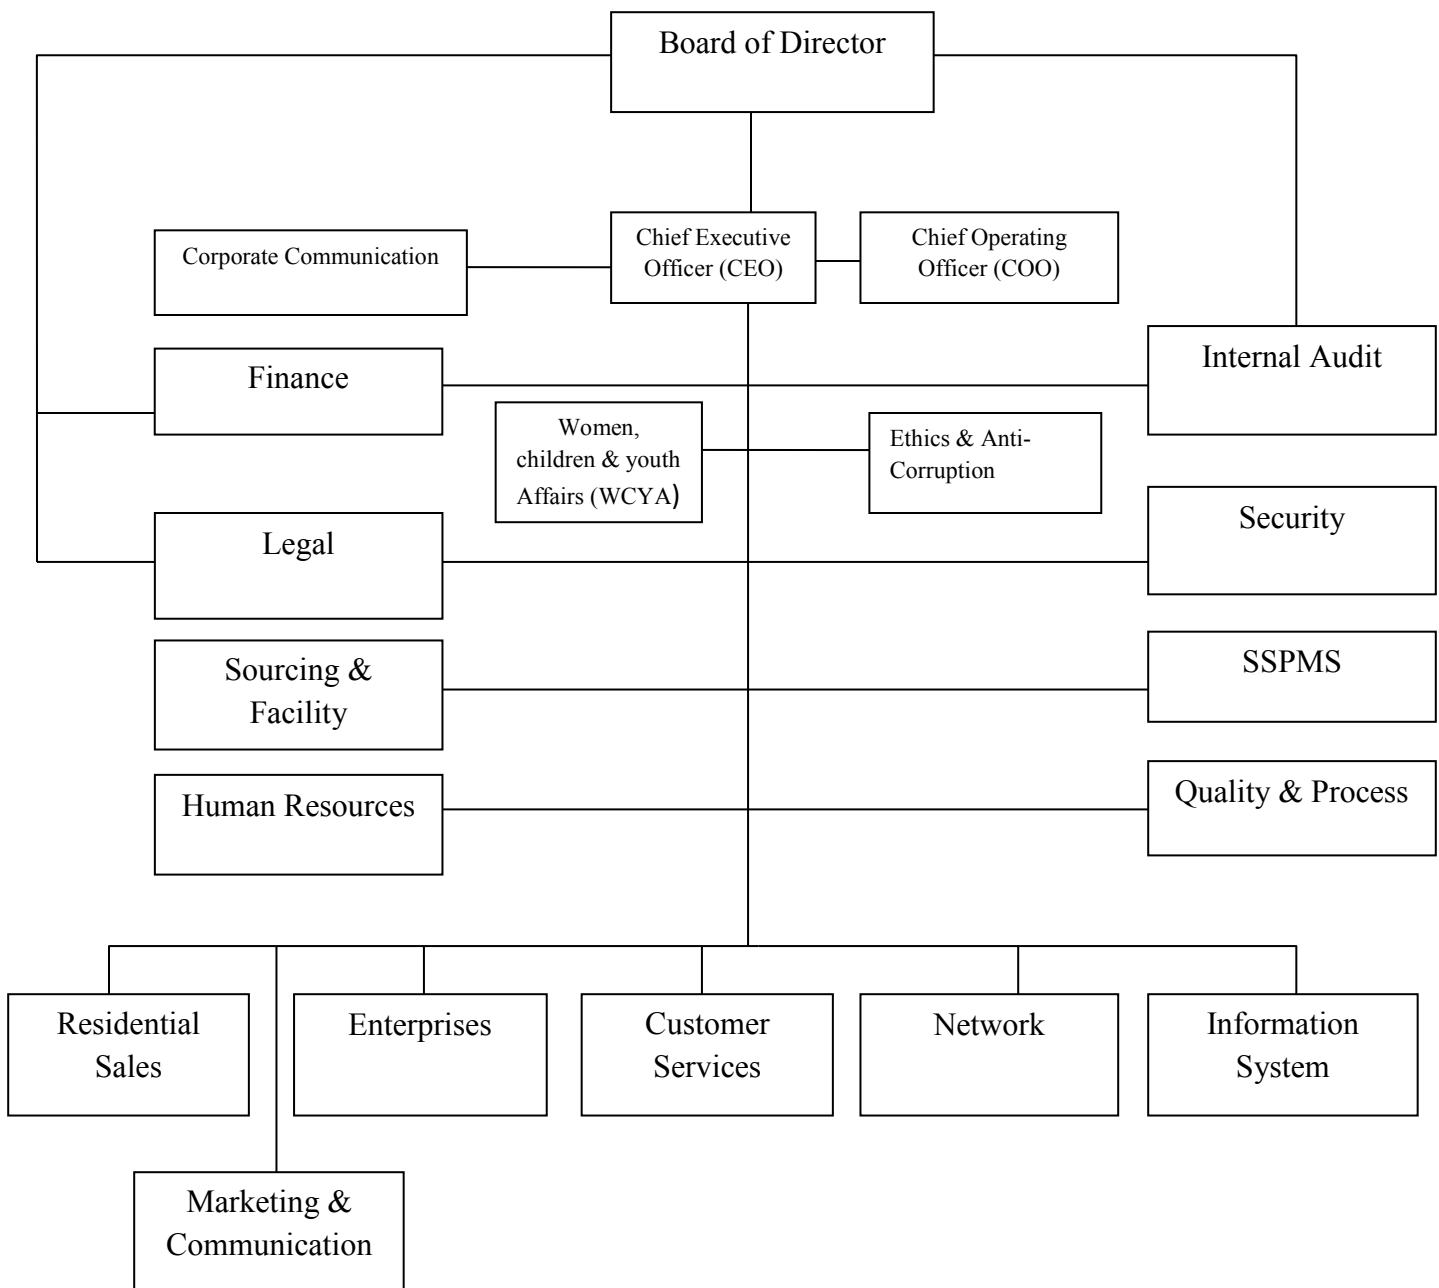 Board of Director
Chief Executive
Officer (CEO)
Chief Operating
Officer (COO)
Corporate Communication
Internal Audit
Finance
Women,
children & youth
Affairs (WCYA)
Ethics & Anti-
Corruption
Security
Legal
SSPMS
Sourcing &
Facility
Quality & Process
Human Resources
Residential
Sales
Enterprises
Customer
Services
Network
Information
System
Marketing &
Communication